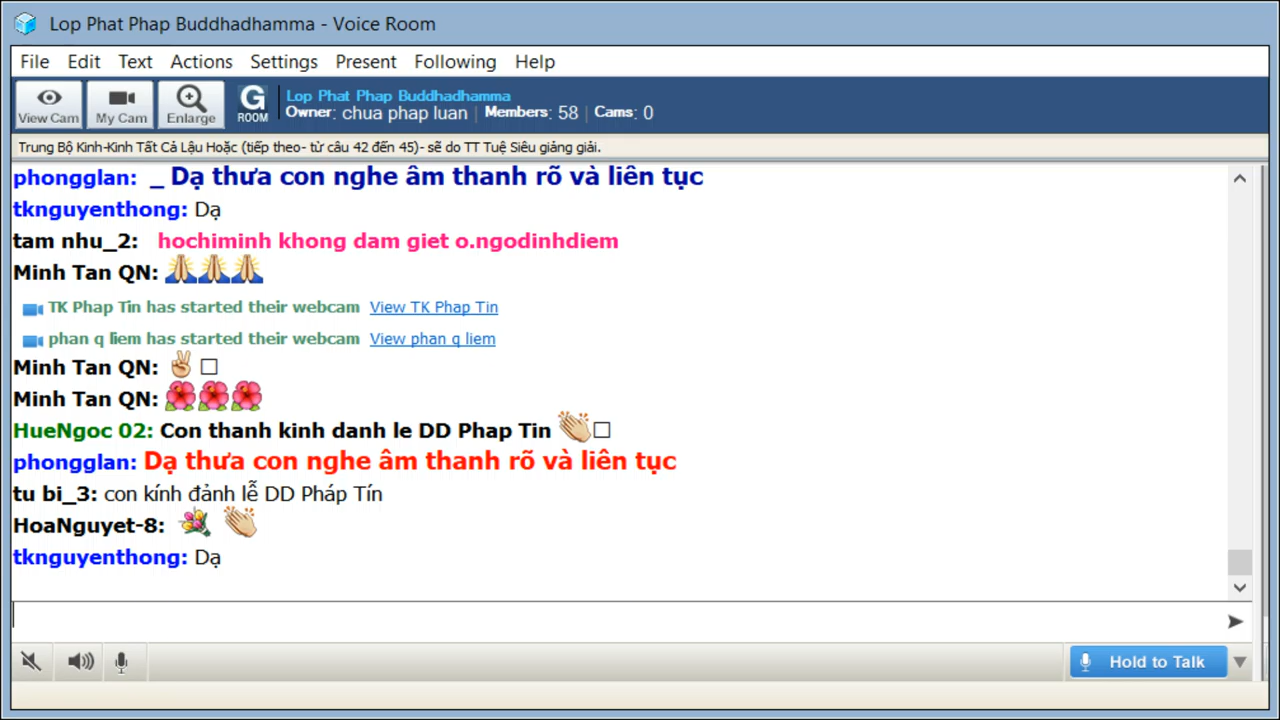 Lop Phat Phap Buddhadhamma - Voice Room
File Edit Text Actions Settings Present Following Help
View Cam My Cam Enlarge G ROOM Lop Phat Phap Buddhadhamma
Owner: chua phap luan | Members: 58 | Cams: 0
Trung Bộ Kinh-Kinh Tất Cả Lậu Hoặc (tiếp theo- từ câu 42 đến 45)- sẽ do TT Tuệ Siêu giảng giải.
phongglan: _ Dạ thưa con nghe âm thanh rõ và liên tục
tknguyenthong: Dạ
tam nhu_2: hochiminh khong dam giet o.ngodinhdiem
Minh Tan QN: 🙏🙏🙏
TK Phap Tin has started their webcam View TK Phap Tin
phan q liem has started their webcam View phan q liem
Minh Tan QN: ✌□
Minh Tan QN: 🌺🌺🌺
HueNgoc 02: Con thanh kinh danh le DD Phap Tin 👏□
phongglan: Dạ thưa con nghe âm thanh rõ và liên tục
tu bi_3: con kính đảnh lễ DD Pháp Tín
HoaNguyet-8: 💐 👏
tknguyenthong: Dạ
Hold to Talk